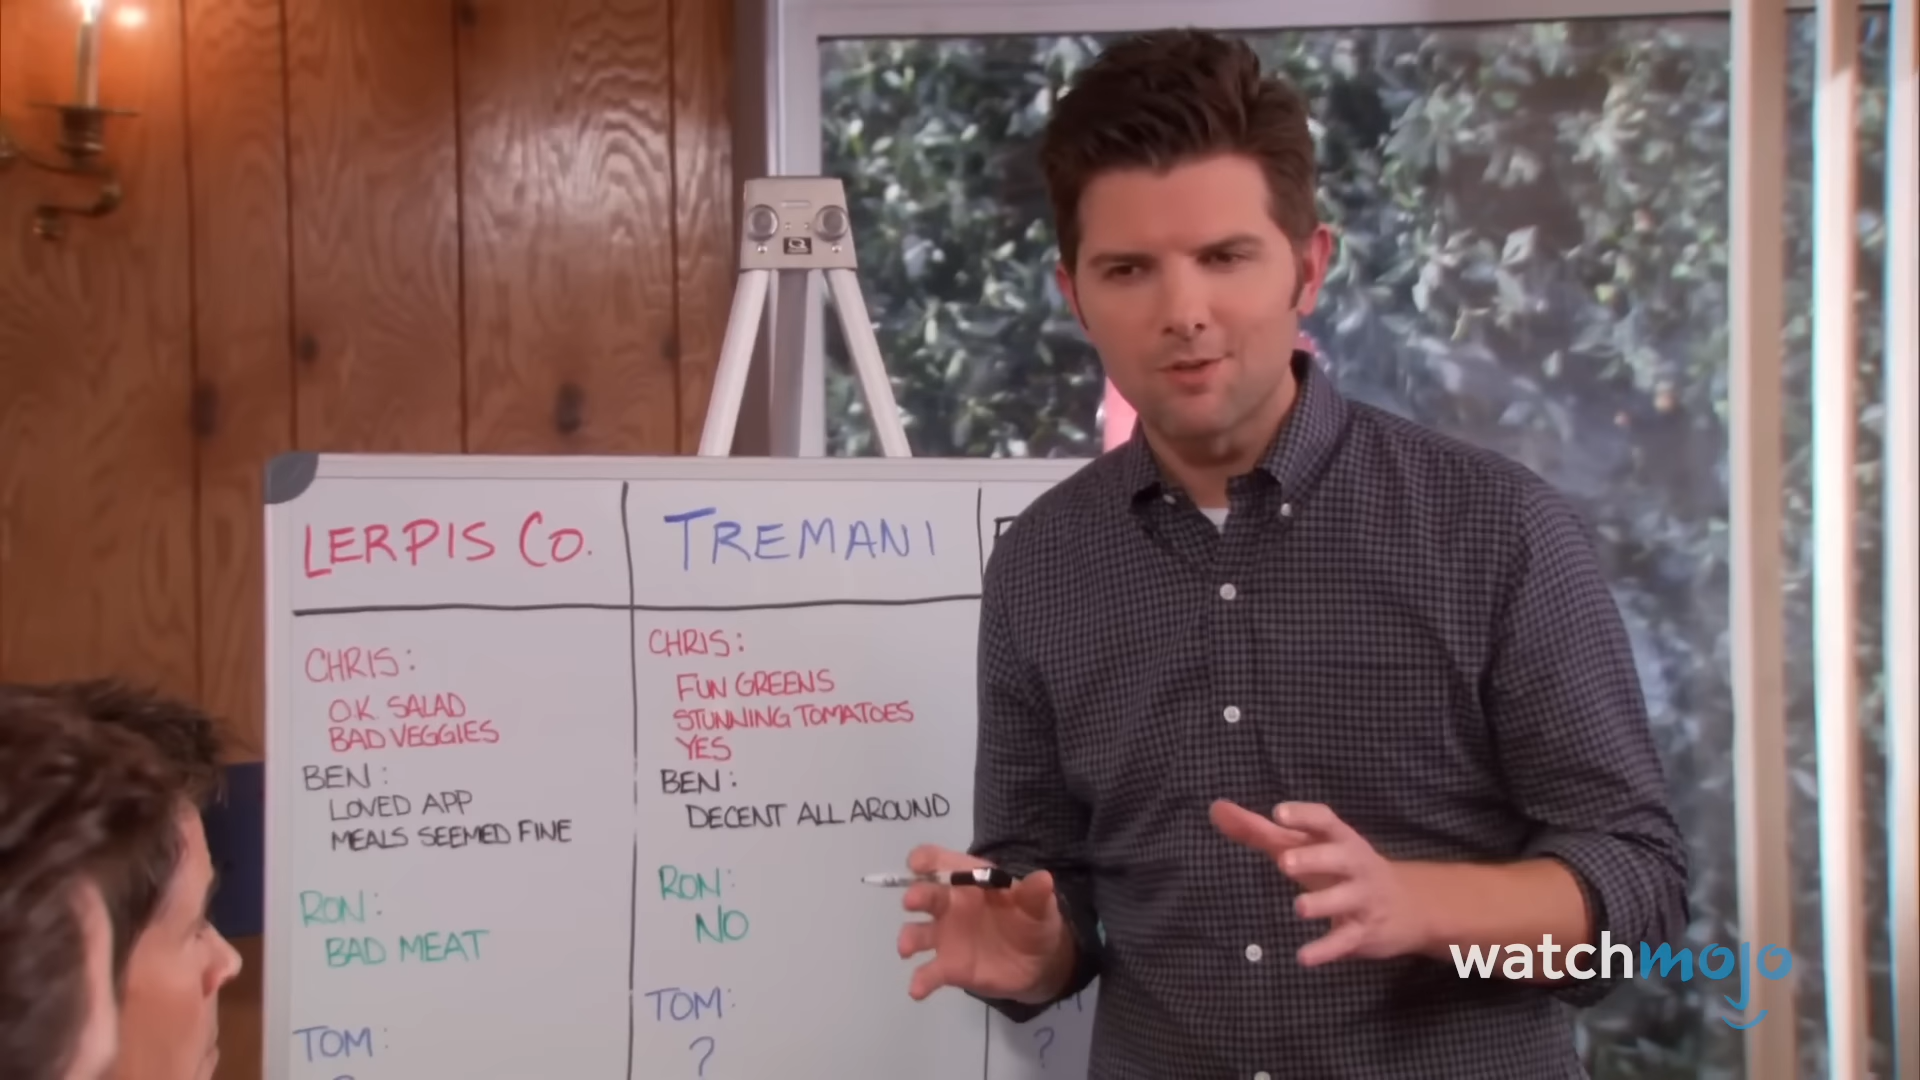 LERPIS CO.
CHRIS:
O.K. SALAD
BAD VEGGIES
BEN:
LOVED APP
MEALS SEEMED FINE
RON:
BAD MEAT
TOM:
TREMANI
CHRIS:
FUN GREENS
STUNNING TOMATOES
YES
BEN:
DECENT ALL AROUND
RON:
NO
TOM:
?
?
watchmojo